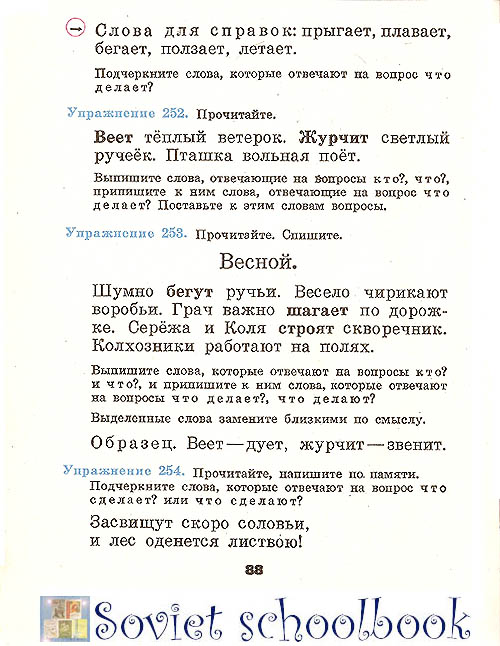 Слова для справок: прыгает, плавает,
бегает, ползает, летает.
Подчеркните слова, которые отвечают на вопрос что
делает?
Упражнение 252. Прочитайте.
Веет тёплый ветерок. Журчит светлый
ручеёк. Пташка вольная поёт.
Выпишите слова, отвечающие на вопросы кто?, что?,
припишите к ним слова, отвечающие на вопрос что
делает? Поставьте к этим словам вопросы.
Упражнение 253. Прочитайте. Спишите.
Весной.
Шумно бегут ручьи. Весело чирикают
воробьи. Грач важно шагает по дорож-
ке. Серёжа и Коля строят скворечник.
Колхозники работают на полях.
Выпишите слова, которые отвечают на вопросы кто?
и что?, и припишите к ним слова, которые отвечают
на вопросы что делает?, что делают?
Выделенные слова замените близкими по смыслу.
Образец. Веет—дует, журчит—звенит.
Упражнение 254. Прочитайте, напишите по памяти.
Подчеркните слова, которые отвечают на вопрос что
сделает? или что сделают?
Засвищут скоро соловьи,
и лес оденется листвою!
88
Soviet schoolbook